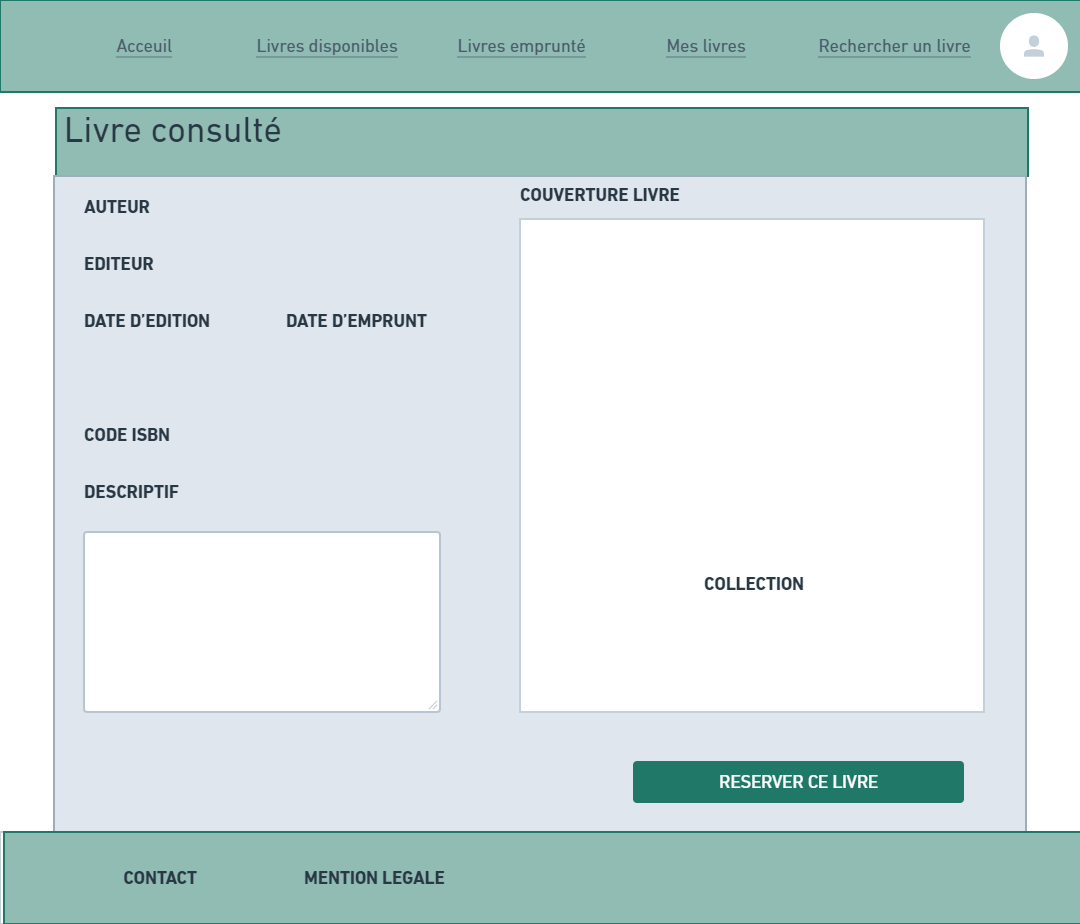 Acceuil Livres disponibles Livres emprunté Mes livres Rechercher un livre
Livre consulté
COUVERTURE LIVRE
AUTEUR
EDITEUR
DATE D’EDITION DATE D’EMPRUNT
CODE ISBN
DESCRIPTIF
COLLECTION
RESERVER CE LIVRE
CONTACT MENTION LEGALE